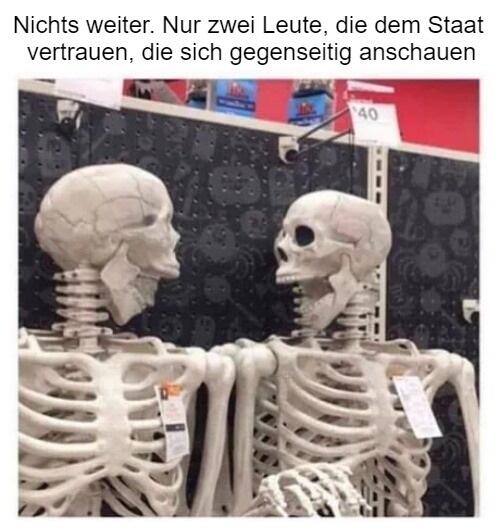 Nichts weiter. Nur zwei Leute, die dem Staat
vertrauen, die sich gegenseitig anschauen
$40